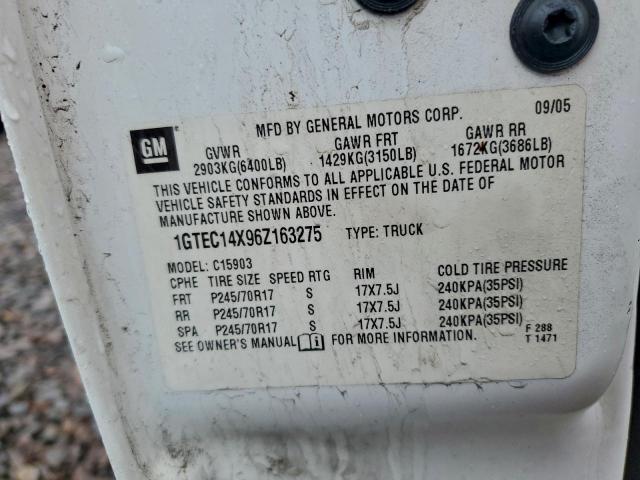 MFD BY GENERAL MOTORS CORP. 09/05
GM
GVWR GAWR FRT GAWR RR
2903KG(6400LB) 1429KG(3150LB) 1672KG(3686LB)
THIS VEHICLE CONFORMS TO ALL APPLICABLE U.S. FEDERAL MOTOR
VEHICLE SAFETY STANDARDS IN EFFECT ON THE DATE OF
MANUFACTURE SHOWN ABOVE.
1GTEC14X96Z163275 TYPE: TRUCK
MODEL: C15903
CPHE TIRE SIZE SPEED RTG RIM COLD TIRE PRESSURE
FRT P245/70R17 S 17X7.5J 240KPA(35PSI)
RR P245/70R17 S 17X7.5J 240KPA(35PSI)
SPA P245/70R17 S 17X7.5J 240KPA(35PSI)
SEE OWNER'S MANUAL FOR MORE INFORMATION.
F 288
T 1471